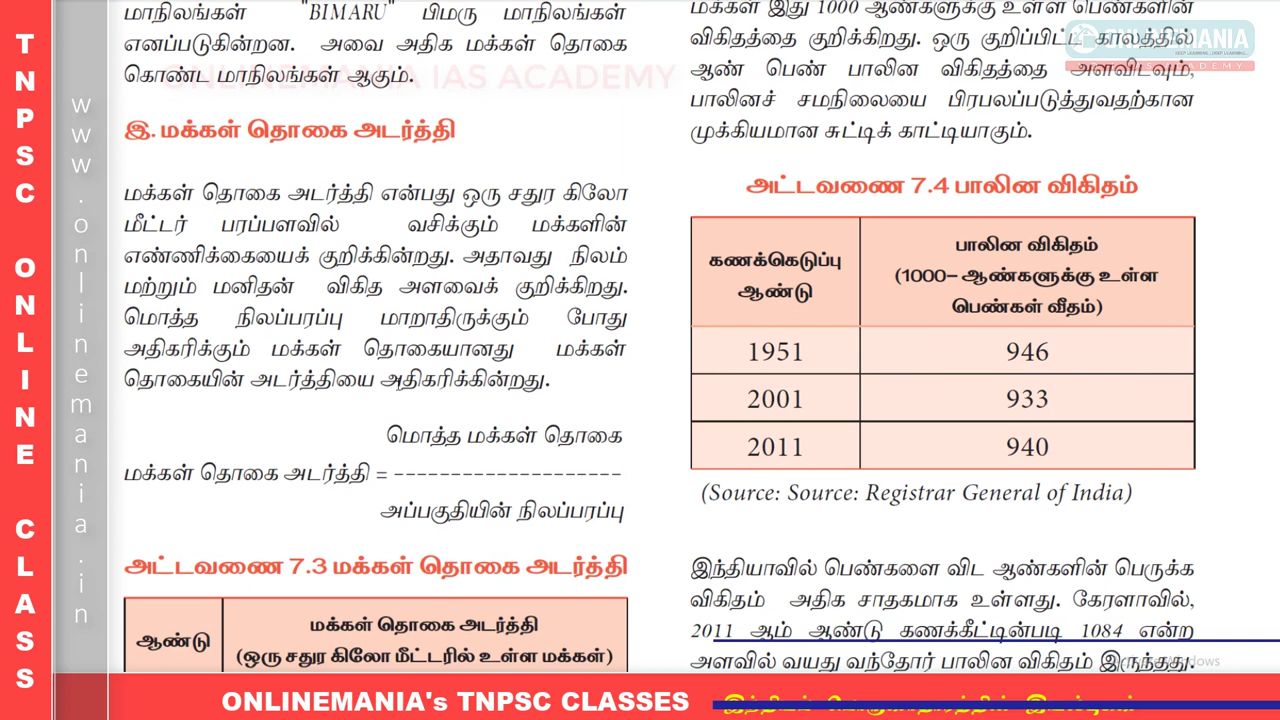 TNPSC ONLINE CLASS
www.onlinemania.in
மாநிலங்கள் "BIMARU" பிமரு மாநிலங்கள்
எனப்படுகின்றன. அவை அதிக மக்கள் தொகை
கொண்ட மாநிலங்கள் ஆகும்.
ONLINEMANIA IAS ACADEMY
இ. மக்கள் தொகை அடர்த்தி
மக்கள் தொகை அடர்த்தி என்பது ஒரு சதுர கிலோ
மீட்டர் பரப்பளவில் வசிக்கும் மக்களின்
எண்ணிக்கையைக் குறிக்கின்றது. அதாவது நிலம்
மற்றும் மனிதன் விகித அளவைக் குறிக்கிறது.
மொத்த நிலப்பரப்பு மாறாதிருக்கும் போது
அதிகரிக்கும் மக்கள் தொகையானது மக்கள்
தொகையின் அடர்த்தியை அதிகரிக்கின்றது.
மொத்த மக்கள் தொகை
மக்கள் தொகை அடர்த்தி = ---------------------
அப்பகுதியின் நிலப்பரப்பு
அட்டவணை 7.3 மக்கள் தொகை அடர்த்தி
ஆண்டு
மக்கள் தொகை அடர்த்தி
(ஒரு சதுர கிலோ மீட்டரில் உள்ள மக்கள்)
மக்கள் இது 1000 ஆண்களுக்கு உள்ள பெண்களின்
விகிதத்தை குறிக்கிறது. ஒரு குறிப்பிட்ட காலத்தில்
ஆண் பெண் பாலின விகிதத்தை அளவிடவும்,
பாலினச் சமநிலையை பிரபலப்படுத்துவதற்கான
முக்கியமான சுட்டிக் காட்டியாகும்.
ONLINEMANIA
அட்டவணை 7.4 பாலின விகிதம்
கணக்கெடுப்பு
ஆண்டு
பாலின விகிதம்
(1000– ஆண்களுக்கு உள்ள
பெண்கள் வீதம்)
1951 946
2001 933
2011 940
(Source: Source: Registrar General of India)
இந்தியாவில் பெண்களை விட ஆண்களின் பெருக்க
விகிதம் அதிக சாதகமாக உள்ளது. கேரளாவில்,
2011 ஆம் ஆண்டு கணக்கீட்டின்படி 1084 என்ற
அளவில் வயது வந்தோர் பாலின விகிதம் இருந்தது.
ONLINEMANIA's TNPSC CLASSES